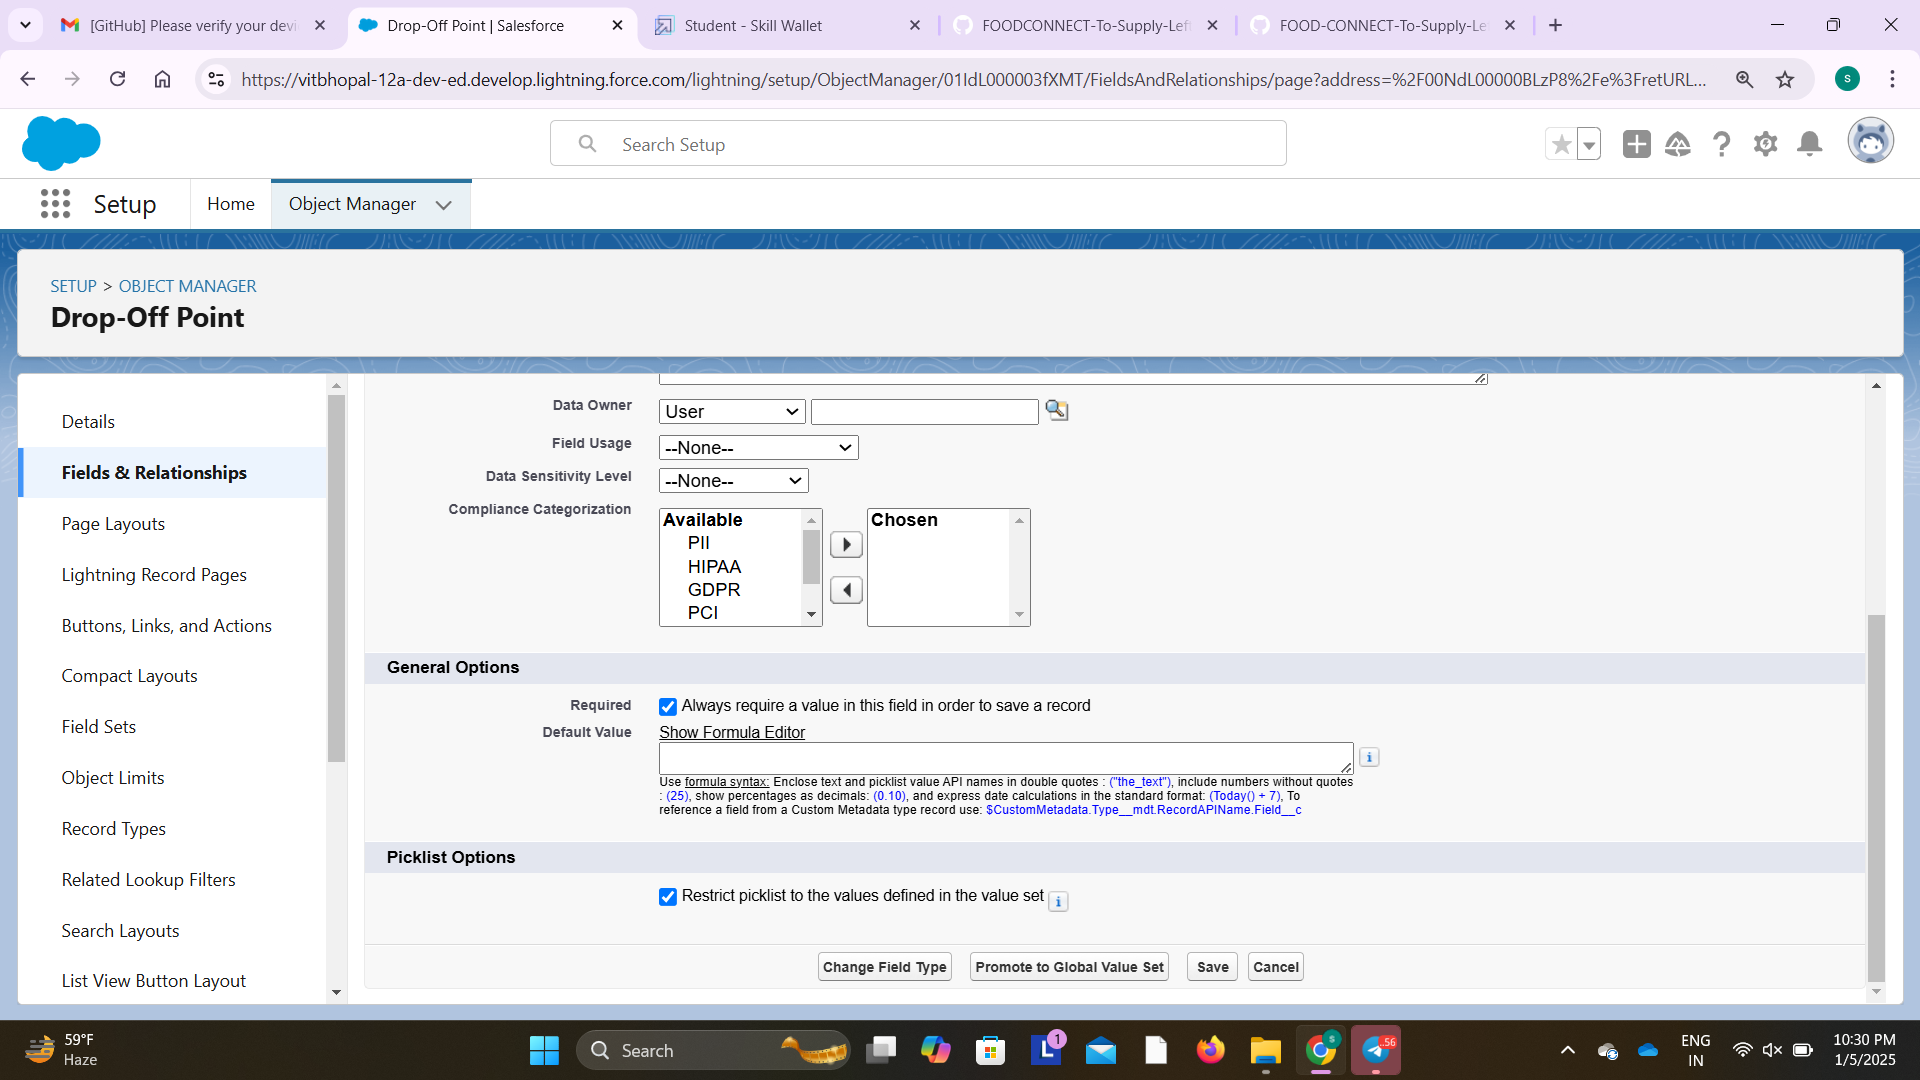 [GitHub] Please verify your devi
Drop-Off Point | Salesforce
Student - Skill Wallet
FOODCONNECT-To-Supply-Left
FOOD-CONNECT-To-Supply-Le
https://vitbhopal-12a-dev-ed.develop.lightning.force.com/lightning/setup/ObjectManager/01IdL000003fXMT/FieldsAndRelationships/page?address=%2F00NdL00000BLzP8%2Fe%3FretURL...
S
Search Setup
Setup
Home
Object Manager
SETUP > OBJECT MANAGER
Drop-Off Point
Details
Fields & Relationships
Page Layouts
Lightning Record Pages
Buttons, Links, and Actions
Compact Layouts
Field Sets
Object Limits
Record Types
Related Lookup Filters
Search Layouts
List View Button Layout
Data Owner
User
Field Usage
--None--
Data Sensitivity Level
--None--
Compliance Categorization
Available
PII
HIPAA
GDPR
PCI
Chosen
General Options
Required
Always require a value in this field in order to save a record
Default Value
Show Formula Editor
Use formula syntax: Enclose text and picklist value API names in double quotes : ("the_text"), include numbers without quotes
: (25), show percentages as decimals: (0.10), and express date calculations in the standard format: (Today() + 7), To
reference a field from a Custom Metadata type record use: $CustomMetadata.Type__mdt.RecordAPIName.Field__c
Picklist Options
Restrict picklist to the values defined in the value set
Change Field Type
Promote to Global Value Set
Save
Cancel
59°F
Haze
Search
L
1
S
..56
ENG
IN
10:30 PM
1/5/2025